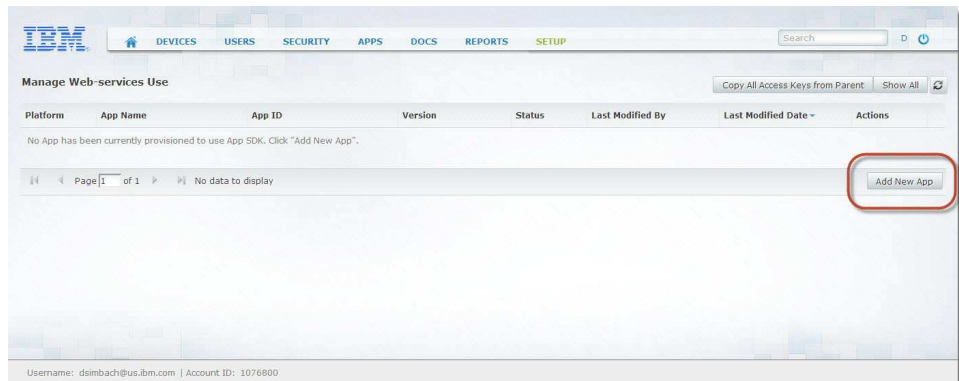 IBM®
DEVICES USERS SECURITY APPS DOCS REPORTS SETUP Search D
Manage Web-services Use
Copy All Access Keys from Parent Show All
Platform App Name App ID Version Status Last Modified By Last Modified Date Actions
No App has been currently provisioned to use App SDK. Click "Add New App".
Page 1 of 1 No data to display
Add New App
Username: dsimbach@us.ibm.com | Account ID: 1076800